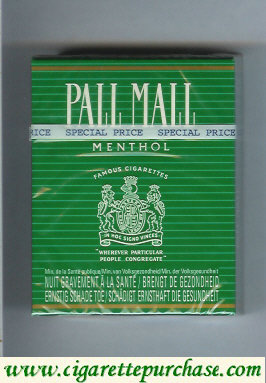 PALL MALL
RICE SPECIAL PRICE SPECIAL PRICE
MENTHOL
FAMOUS CIGARETTES
IN HOC SIGNO VINCES
"WHEREVER PARTICULAR
PEOPLE CONGREGATE"
Min. de la Santé publique/Min. van Volksgezondheid/Min. der Volksgesundheit
NUIT GRAVEMENT À LA SANTÉ / BRENGT DE GEZONDHEID
ERNSTIG SCHADE TOE / SCHÄDIGT ERNSTHAFT DIE GESUNDHEIT
www.cigarettepurchase.com